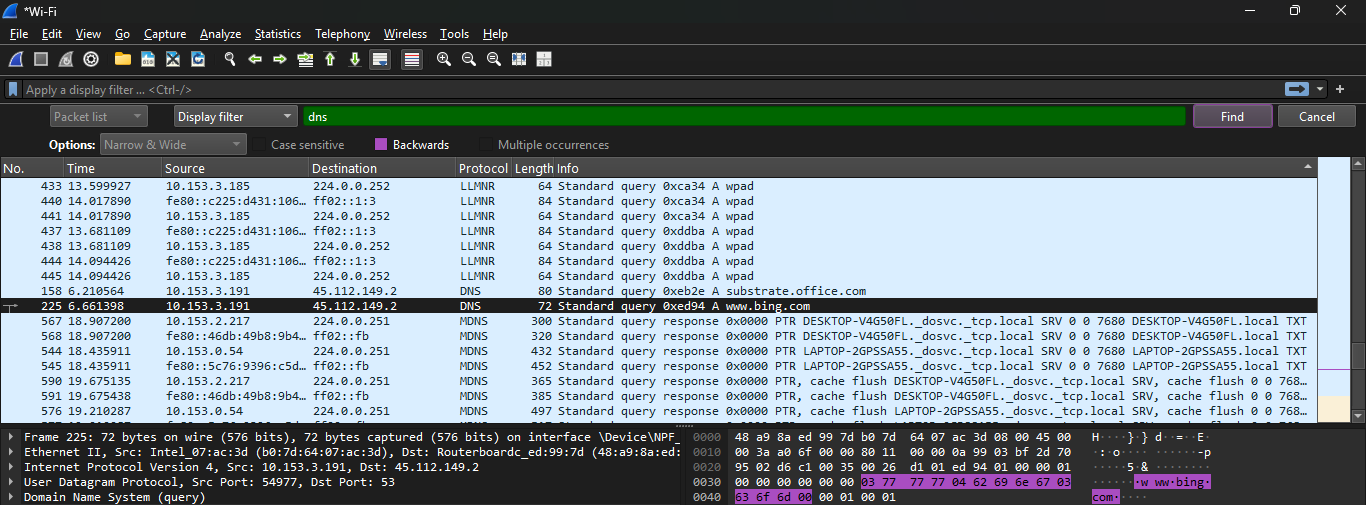 *Wi-Fi
File Edit View Go Capture Analyze Statistics Telephony Wireless Tools Help
Apply a display filter ... <Ctrl-/>
Packet list Display filter dns Find Cancel
Options: Narrow & Wide Case sensitive Backwards Multiple occurrences
No. Time Source Destination Protocol Length Info
433 13.599927 10.153.3.185 224.0.0.252 LLMNR 64 Standard query 0xca34 A wpad
440 14.017890 fe80::c225:d431:106… ff02::1:3 LLMNR 84 Standard query 0xca34 A wpad
441 14.017890 10.153.3.185 224.0.0.252 LLMNR 64 Standard query 0xca34 A wpad
437 13.681109 fe80::c225:d431:106… ff02::1:3 LLMNR 84 Standard query 0xddba A wpad
438 13.681109 10.153.3.185 224.0.0.252 LLMNR 64 Standard query 0xddba A wpad
444 14.094426 fe80::c225:d431:106… ff02::1:3 LLMNR 84 Standard query 0xddba A wpad
445 14.094426 10.153.3.185 224.0.0.252 LLMNR 64 Standard query 0xddba A wpad
158 6.210564 10.153.3.191 45.112.149.2 DNS 80 Standard query 0xeb2e A substrate.office.com
225 6.661398 10.153.3.191 45.112.149.2 DNS 72 Standard query 0xed94 A www.bing.com
567 18.907200 10.153.2.217 224.0.0.251 MDNS 300 Standard query response 0x0000 PTR DESKTOP-V4G50FL._dosvc._tcp.local SRV 0 0 7680 DESKTOP-V4G50FL.local TXT
568 18.907200 fe80::46db:49b8:9b4… ff02::fb MDNS 320 Standard query response 0x0000 PTR DESKTOP-V4G50FL._dosvc._tcp.local SRV 0 0 7680 DESKTOP-V4G50FL.local TXT
544 18.435911 10.153.0.54 224.0.0.251 MDNS 432 Standard query response 0x0000 PTR LAPTOP-2GPSSA55._dosvc._tcp.local SRV 0 0 7680 LAPTOP-2GPSSA55.local TXT
545 18.435911 fe80::5c76:9396:c5d… ff02::fb MDNS 452 Standard query response 0x0000 PTR LAPTOP-2GPSSA55._dosvc._tcp.local SRV 0 0 7680 LAPTOP-2GPSSA55.local TXT
590 19.675135 10.153.2.217 224.0.0.251 MDNS 365 Standard query response 0x0000 PTR, cache flush DESKTOP-V4G50FL._dosvc._tcp.local SRV, cache flush 0 0 768…
591 19.675438 fe80::46db:49b8:9b4… ff02::fb MDNS 385 Standard query response 0x0000 PTR, cache flush DESKTOP-V4G50FL._dosvc._tcp.local SRV, cache flush 0 0 768…
576 19.210287 10.153.0.54 224.0.0.251 MDNS 497 Standard query response 0x0000 PTR, cache flush LAPTOP-2GPSSA55._dosvc._tcp.local SRV, cache flush 0 0 768…
Frame 225: 72 bytes on wire (576 bits), 72 bytes captured (576 bits) on interface \Device\NPF_
Ethernet II, Src: Intel_07:ac:3d (b0:7d:64:07:ac:3d), Dst: Routerboardc_ed:99:7d (48:a9:8a:ed:
Internet Protocol Version 4, Src: 10.153.3.191, Dst: 45.112.149.2
User Datagram Protocol, Src Port: 54977, Dst Port: 53
Domain Name System (query)
0000 48 a9 8a ed 99 7d b0 7d 64 07 ac 3d 08 00 45 00 H····}·} d··=··E·
0010 00 3a a0 6f 00 00 80 11 00 00 0a 99 03 bf 2d 70 ·:·o···· ······-p
0020 95 02 d6 c1 00 35 00 26 d1 01 ed 94 01 00 00 01 ·····5·& ········
0030 00 00 00 00 00 00 03 77 77 77 04 62 69 6e 67 03 ·······w ww·bing·
0040 63 6f 6d 00 00 01 00 01 com·····